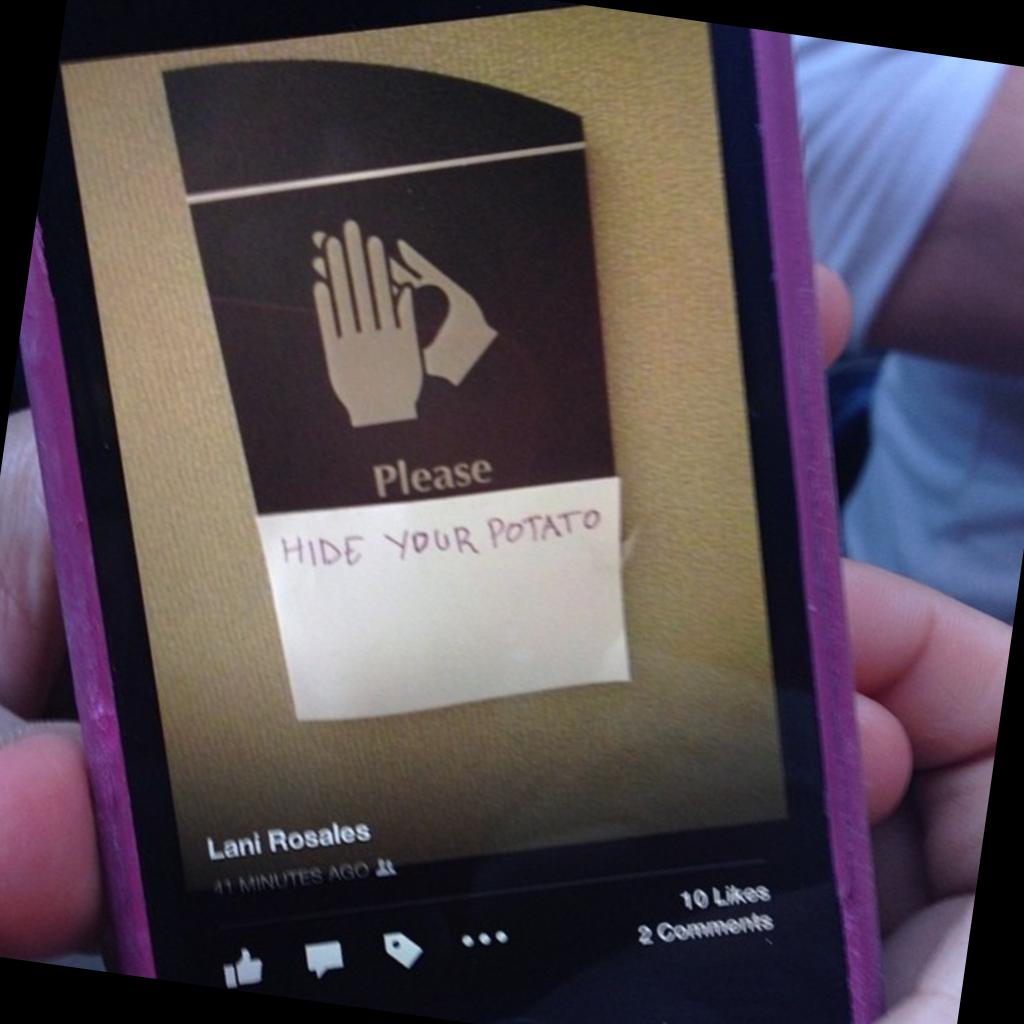 Please
HIDE YOUR POTATO
Lani Rosales
41 MINUTES AGO
10 Likes
2 Comments